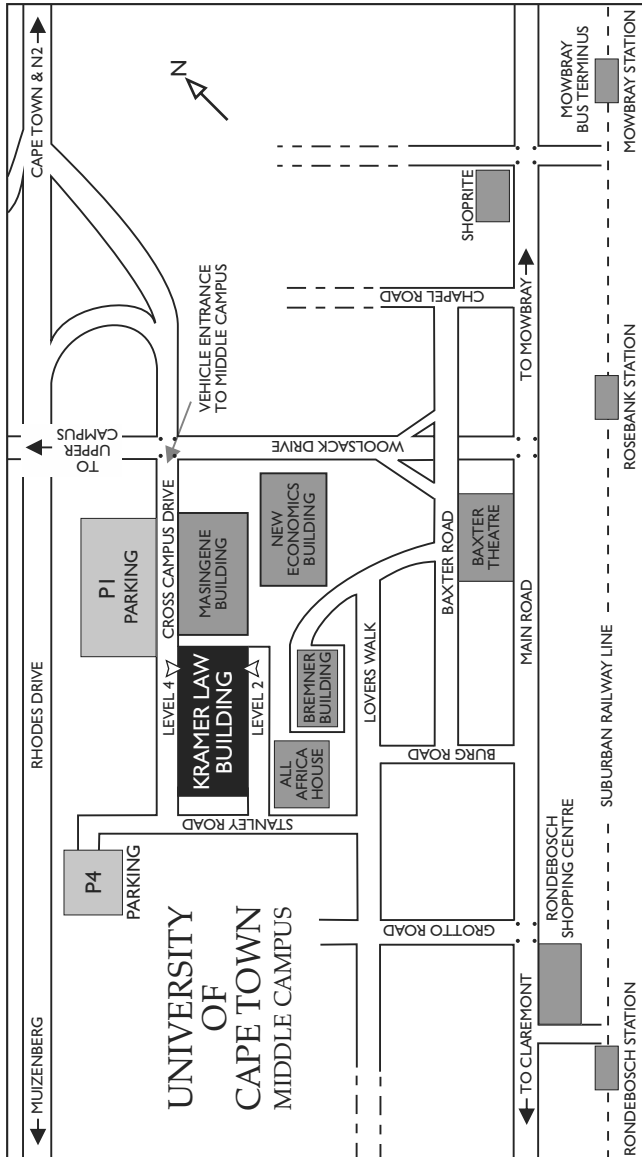 MUIZENBERG
RHODES DRIVE
CAPE TOWN & N2
N
TO
UPPER
CAMPUS
P4
PARKING
P1
PARKING
UNIVERSITY
OF
CAPE TOWN
MIDDLE CAMPUS
LEVEL 4
CROSS CAMPUS DRIVE
VEHICLE ENTRANCE
TO MIDDLE CAMPUS
KRAMER LAW
BUILDING
MASINGENE
BUILDING
LEVEL 2
STANLEY ROAD
NEW
ECONOMICS
BUILDING
ALL
AFRICA
HOUSE
BREMNER
BUILDING
WOOLSACK DRIVE
LOVERS WALK
CHAPEL ROAD
BAXTER ROAD
GROTTO ROAD
BURG ROAD
BAXTER
THEATRE
SHOPRITE
TO CLAREMONT
MAIN ROAD
TO MOWBRAY
RONDEBOSCH
SHOPPING CENTRE
MOWBRAY
BUS TERMINUS
SUBURBAN RAILWAY LINE
RONDEBOSCH STATION
ROSEBANK STATION
MOWBRAY STATION